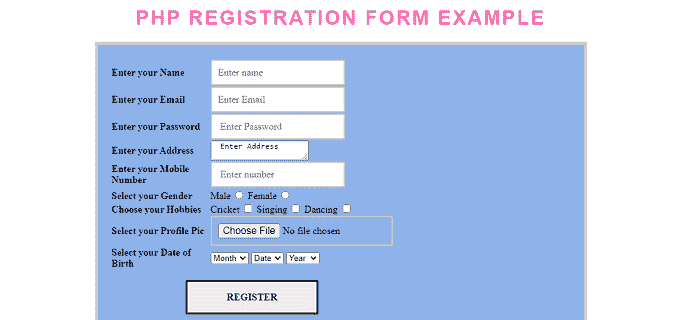 PHP REGISTRATION FORM EXAMPLE
Enter your Name Enter name
Enter your Email Enter Email
Enter your Password Enter Password
Enter your Address Enter Address
Enter your Mobile
Number Enter number
Select your Gender Male Female
Choose your Hobbies Cricket Singing Dancing
Select your Profile Pic Choose File No file chosen
Select your Date of
Birth Month Date Year
REGISTER